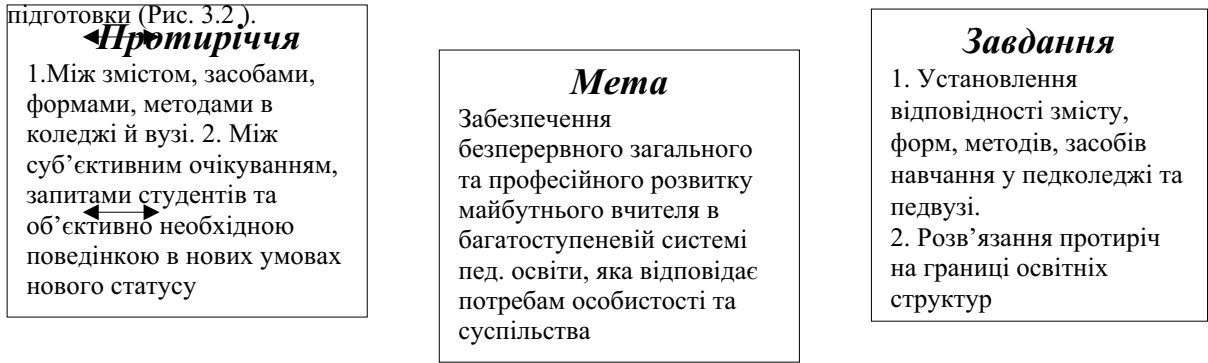 підготовки (Рис. 3.2 ).
Протиріччя
1.Між змістом, засобами,
формами, методами в
коледжі й вузі. 2. Між
суб’єктивним очікуванням,
запитами студентів та
об’єктивно необхідною
поведінкою в нових умовах
нового статусу
Мета
Забезпечення
безперервного загального
та професійного розвитку
майбутнього вчителя в
багатоступеневій системі
пед. освіти, яка відповідає
потребам особистості та
суспільства
Завдання
1. Установлення
відповідності змісту,
форм, методів, засобів
навчання у педколеджі та
педвузі.
2. Розв’язання протиріч
на границі освітніх
структур